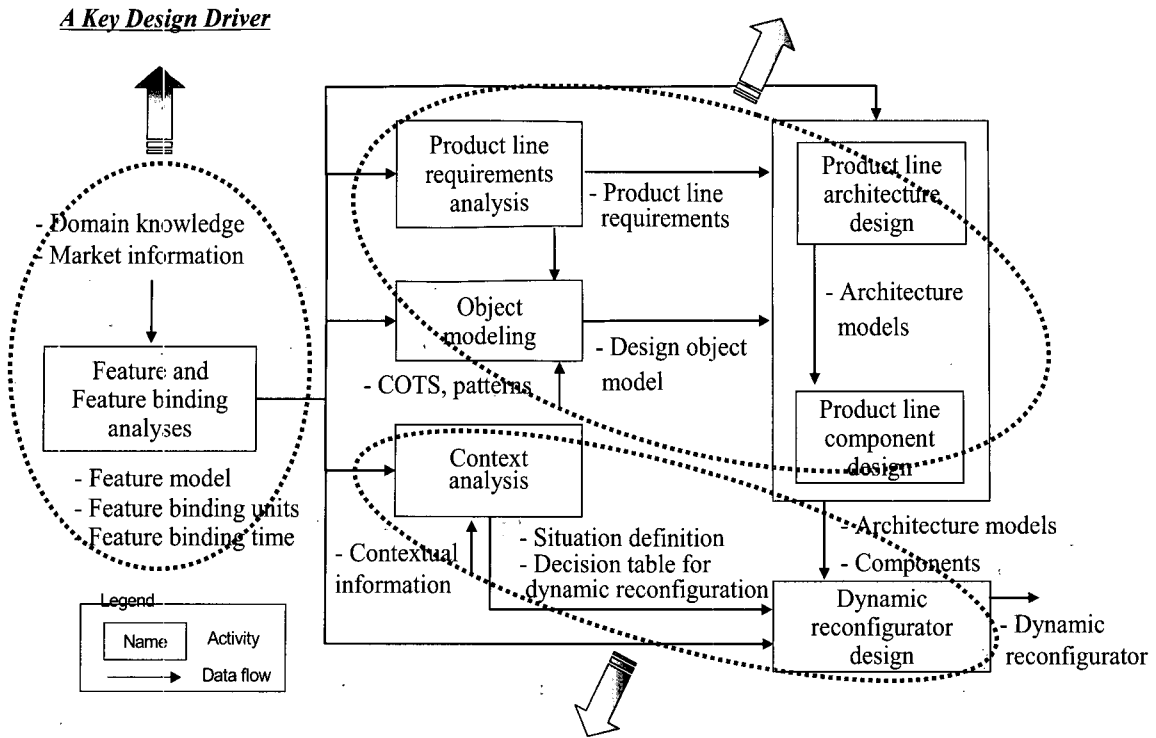 A Key Design Driver
- Domain knowledge
- Market information
Feature and
Feature binding
analyses
- Feature model
- Feature binding units
- Feature binding time
Product line
requirements
analysis
- Product line
requirements
Object
modeling
- Design object
model
- COTS, patterns
Context
analysis
- Contextual
information
- Situation definition
- Decision table for
dynamic reconfiguration
Product line
architecture
design
- Architecture
models
Product line
component
design
- Architecture models
- Components
Dynamic
reconfigurator
design
- Dynamic
reconfigurator
Legend
Name
Activity
Data flow